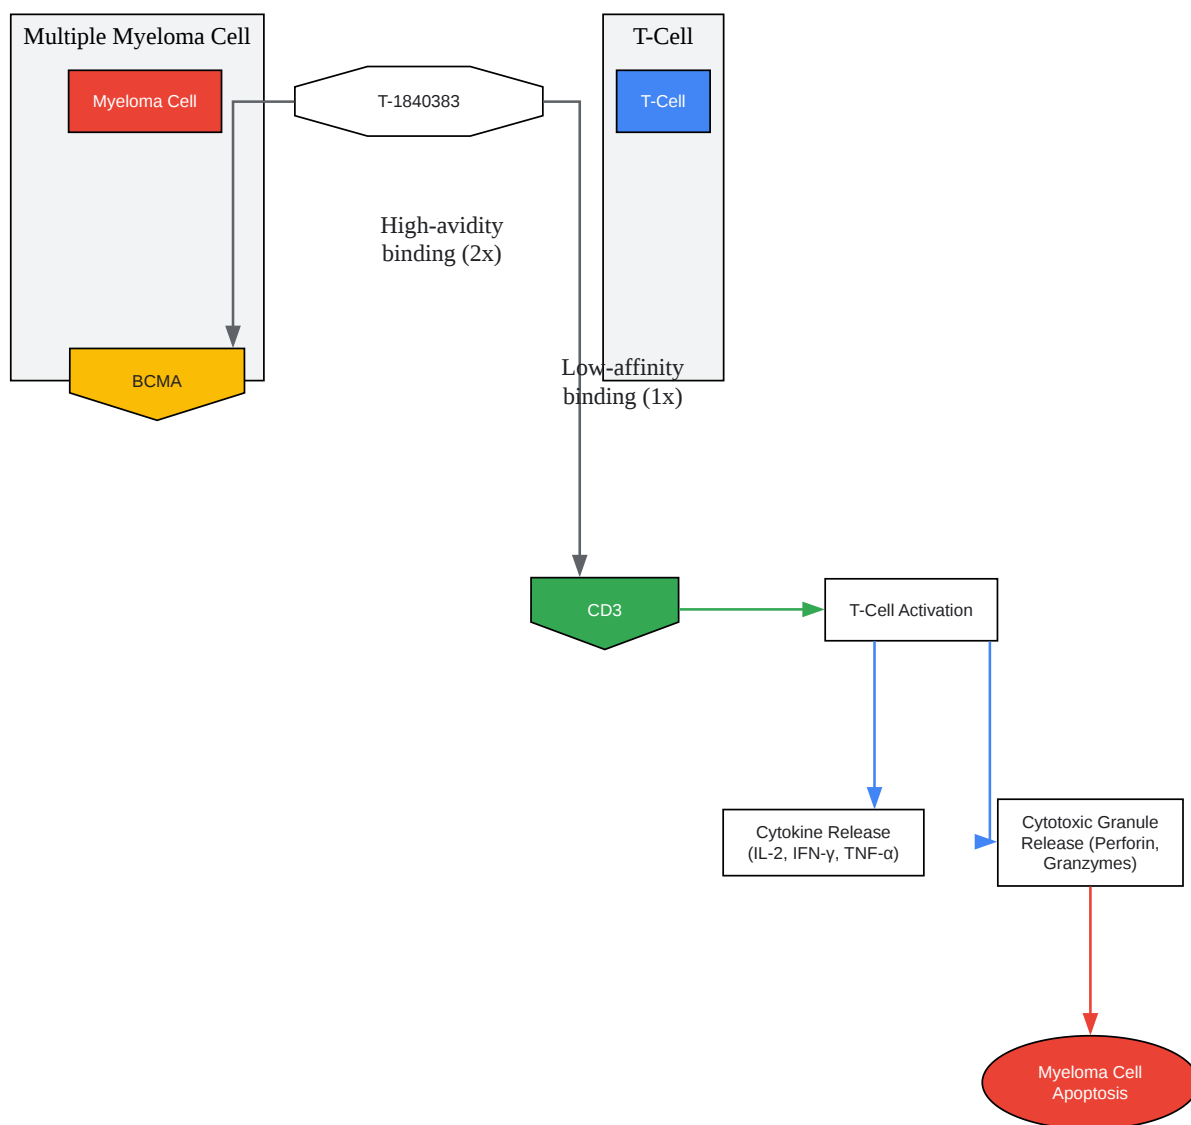 Multiple Myeloma Cell
T-Cell
Myeloma Cell
T-1840383
T-Cell
High-avidity
binding (2x)
Low-affinity
binding (1x)
BCMA
CD3
T-Cell Activation
Cytokine Release
(IL-2, IFN-γ, TNF-α)
Cytotoxic Granule
Release (Perforin,
Granzymes)
Myeloma Cell
Apoptosis